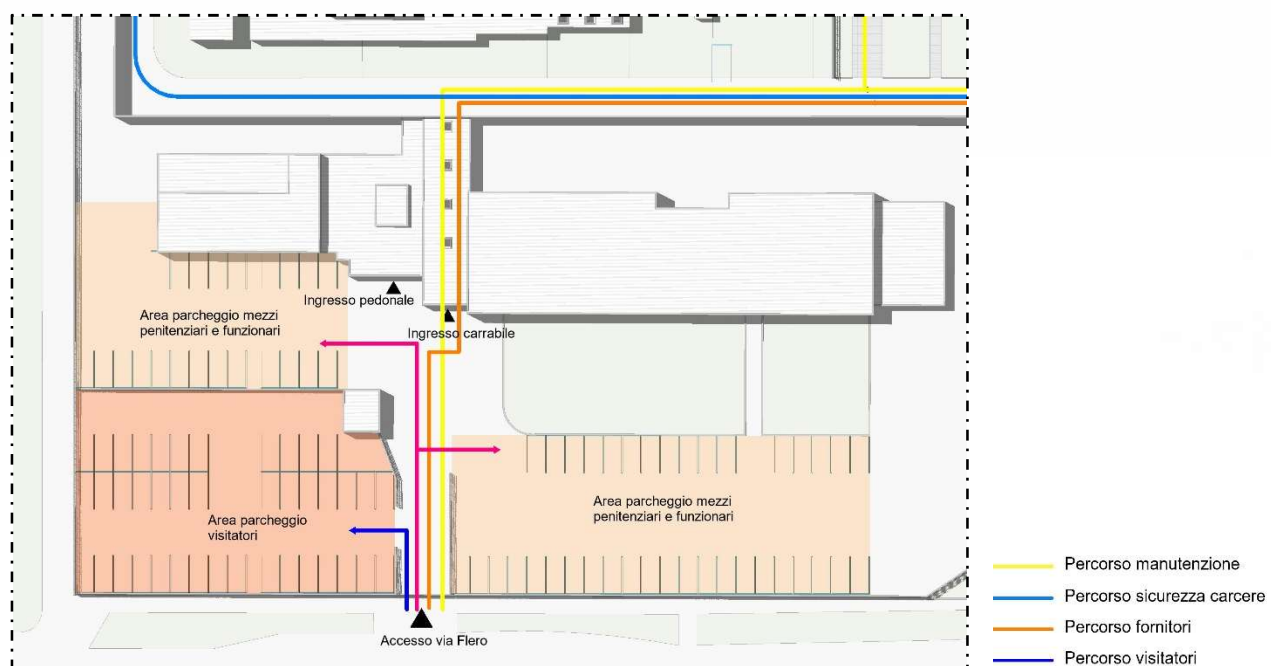 Ingresso pedonale
Area parcheggio mezzi
penitenziari e funzionari
Ingresso carrabile
Area parcheggio mezzi
penitenziari e funzionari
Area parcheggio
visitatori
Accesso via Flero
Percorso manutenzione
Percorso sicurezza carcere
Percorso fornitori
Percorso visitatori